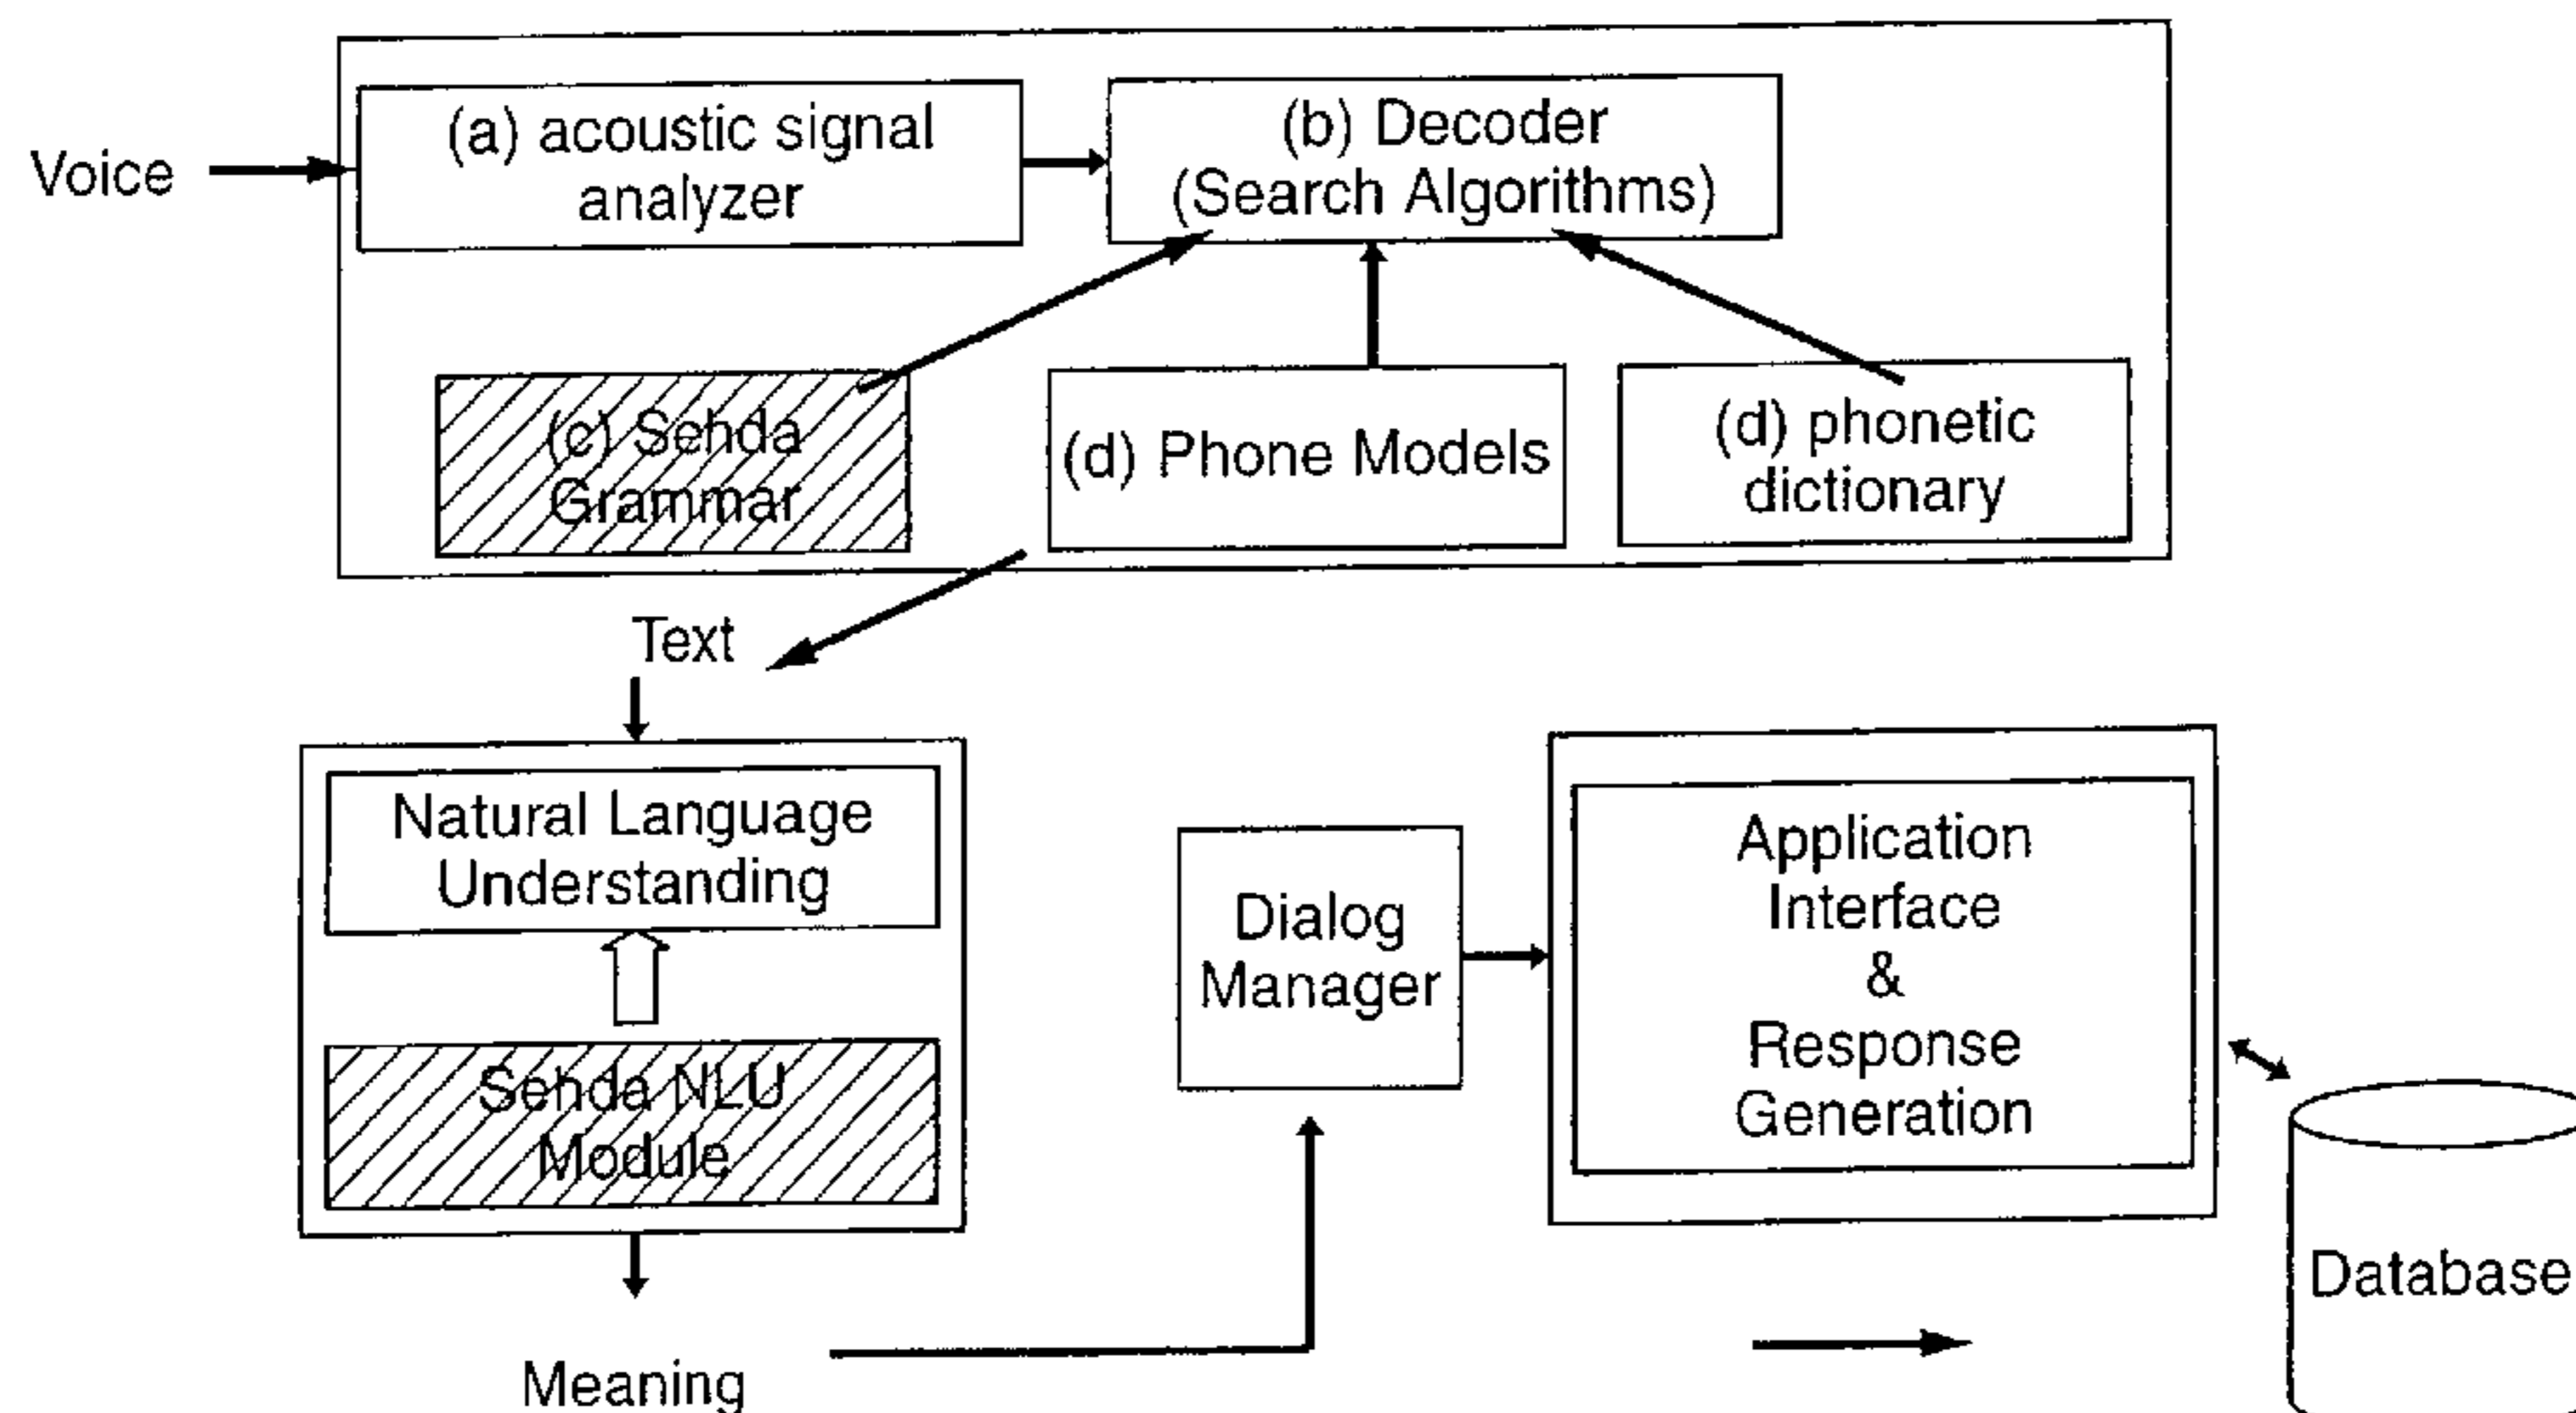 Voice
(a) acoustic signal
analyzer
(b) Decoder
(Search Algorithms)
(c) Sehda
Grammar
(d) Phone Models
(d) phonetic
dictionary
Text
Natural Language
Understanding
Sehda NLU
Module
Meaning
Dialog
Manager
Application
Interface
&
Response
Generation
Database